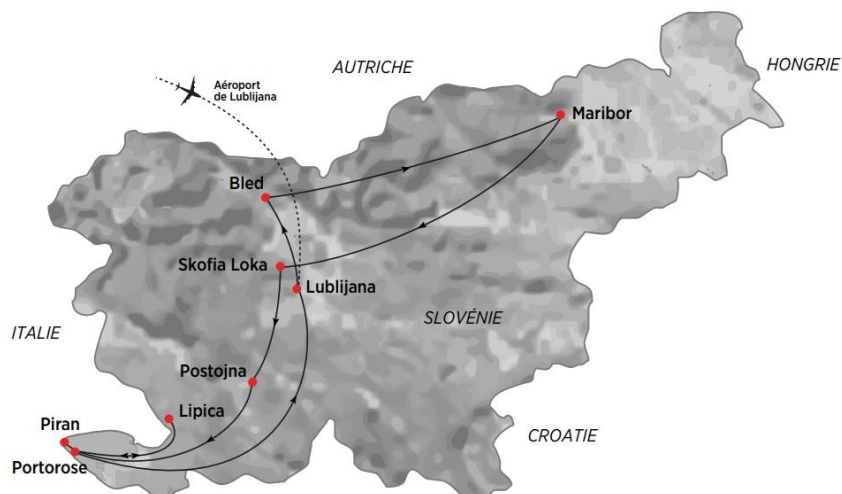 AUTRICHE
HONGRIE
Aéroport
de Lublijana
Maribor
Bled
Skofia Loka
Lublijana
SLOVÉNIE
ITALIE
Postojna
Lipica
Piran
CROATIE
Portorose